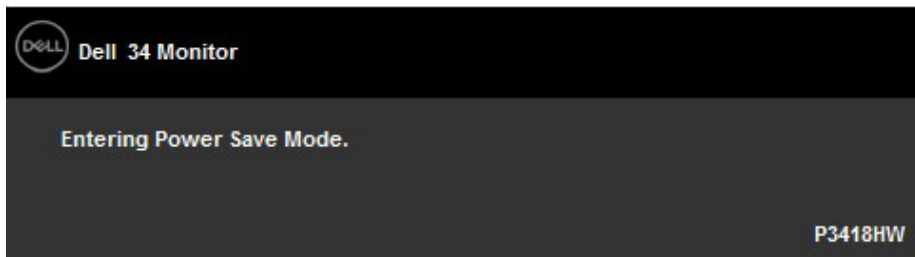 DELL
Dell 34 Monitor
Entering Power Save Mode.
P3418HW